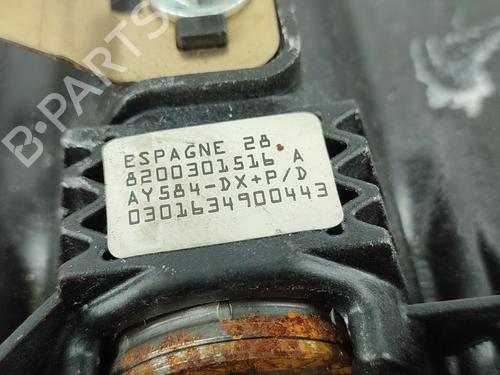 ESPAGNE 28
8200301516 A
AY584-DX+P/D
0301634900443
B-PARTS